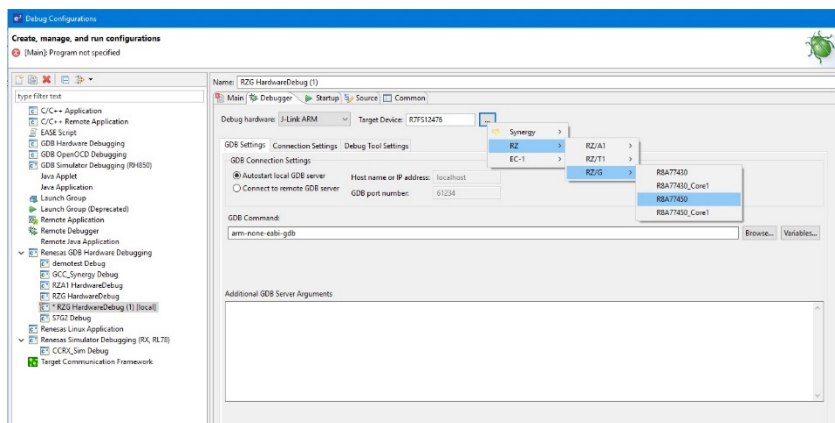 Debug Configurations
Create, manage, and run configurations
[Main]: Program not specified
type filter text
C/C++ Application
C/C++ Remote Application
EASE Script
GDB Hardware Debugging
GDB OpenOCD Debugging
GDB Simulator Debugging (RH850)
Java Applet
Java Application
Launch Group
Launch Group (Deprecated)
Remote Application
Remote Debugger
Remote Java Application
Renesas GDB Hardware Debugging
demotest Debug
GCC_Synergy Debug
RZA1 HardwareDebug
RZG HardwareDebug
* RZG HardwareDebug (1) [local]
S7G2 Debug
Renesas Linux Application
Renesas Simulator Debugging (RX, RL78)
CCRX_Sim Debug
Target Communication Framework
Name: RZG HardwareDebug (1)
Main Debugger Startup Source Common
Debug hardware: J-Link ARM Target Device: R7FS12476 ...
GDB Settings Connection Settings Debug Tool Settings
GDB Connection Settings
Autostart local GDB server Host name or IP address: localhost
Connect to remote GDB server GDB port number: 61234
GDB Command:
arm-none-eabi-gdb Browse... Variables...
Additional GDB Server Arguments
Synergy
RZ
EC-1
RZ/A1
RZ/T1
RZ/G
R8A77430
R8A77430_Core1
R8A77450
R8A77450_Core1